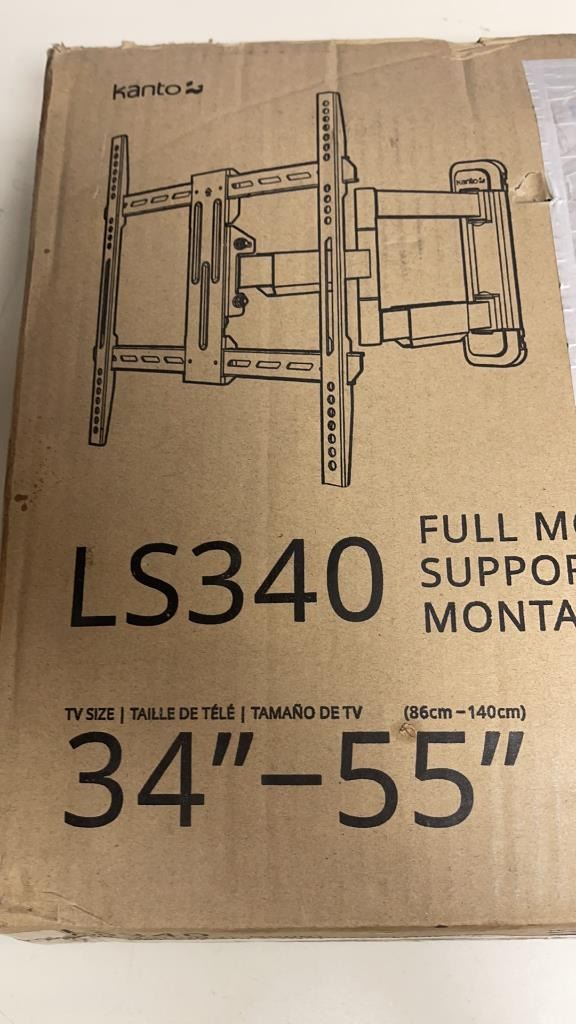 kanto
kanto
LS340
FULL MO
SUPPOR
MONTA
TV SIZE | TAILLE DE TÉLÉ | TAMAÑO DE TV (86cm – 140cm)
34”–55”